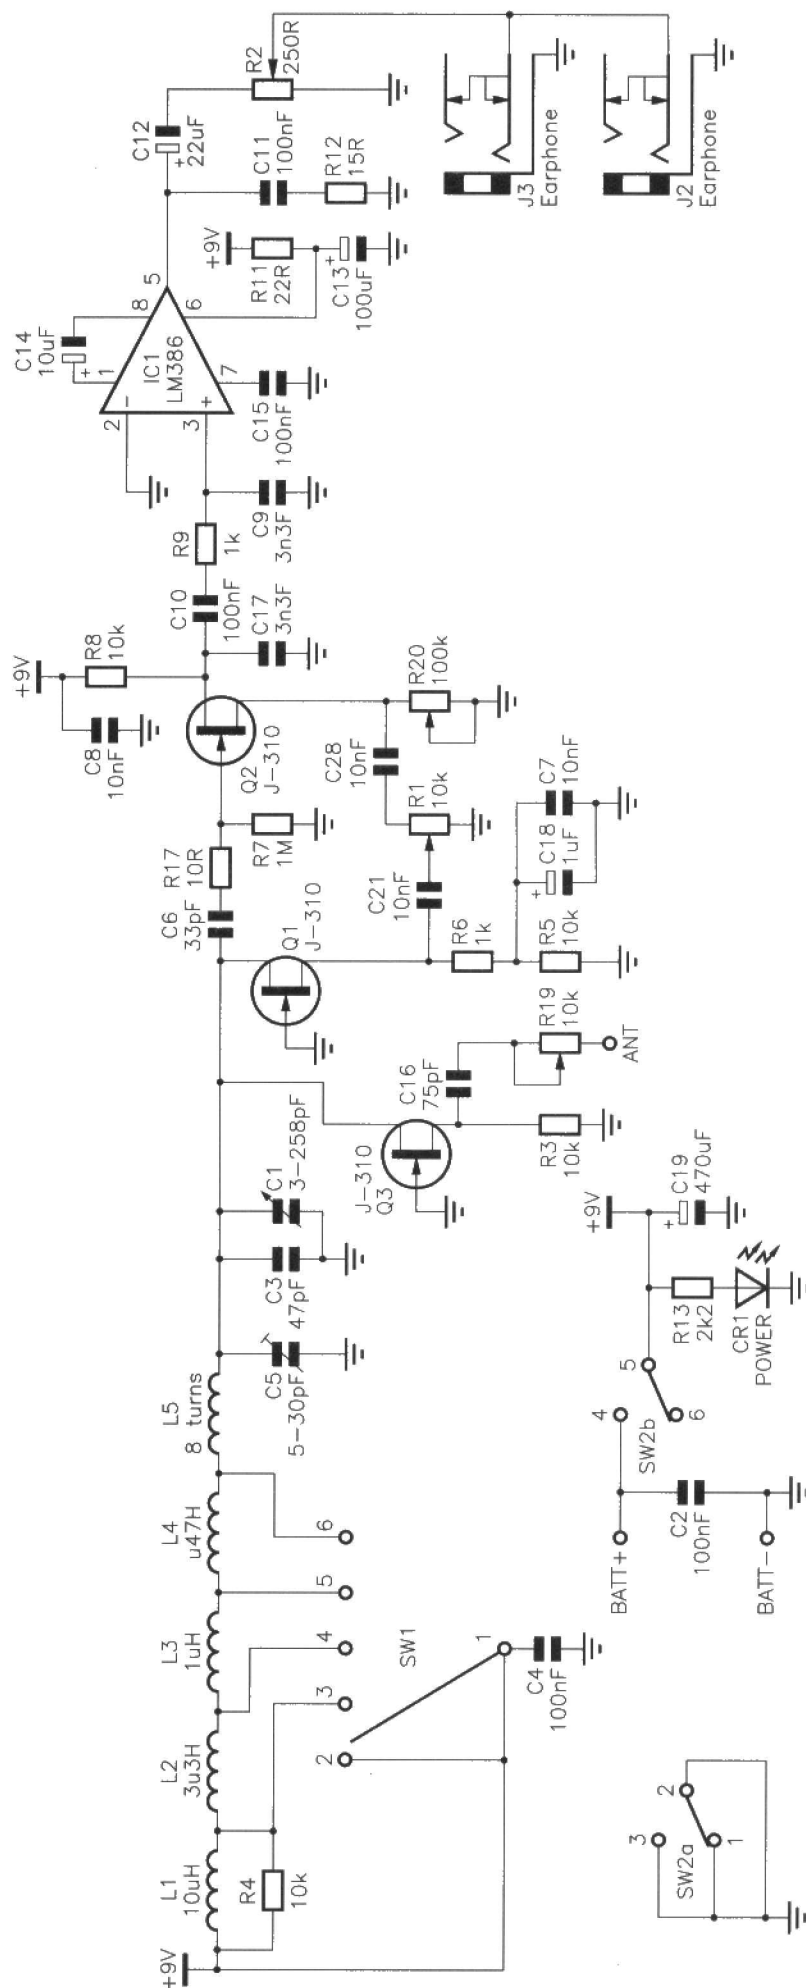 +9V
L1
10uH
R4
10k
L2
3u3H
L3
1uH
L4
u47H
L5
8 turns
2
3
4
5
6
SW1
1
C4
100nF
C5
5-30pF
C3
47pF
C1
3-258pF
J-310
Q3
C16
75pF
R3
10k
R19
10k
ANT
Q1
J-310
C6
33pF
R17
10R
R7
1M
R6
1k
R5
10k
C18
+
1uF
C7
10nF
C21
10nF
R1
10k
C28
10nF
R20
100k
Q2
J-310
C8
10nF
+9V
R8
10k
C17
3n3F
C10
100nF
R9
1k
C9
3n3F
2
-
3
+
IC1
LM386
1
8
5
6
7
C14
10uF
+
C15
100nF
+9V
R11
22R
C13
+
100uF
C12
+
22uF
C11
100nF
R12
15R
R2
250R
J3
Earphone
J2
Earphone
3
2
1
SW2a
BATT+
BATT-
C2
100nF
4
5
6
SW2b
R13
2k2
CR1
POWER
+9V
+
C19
470uF